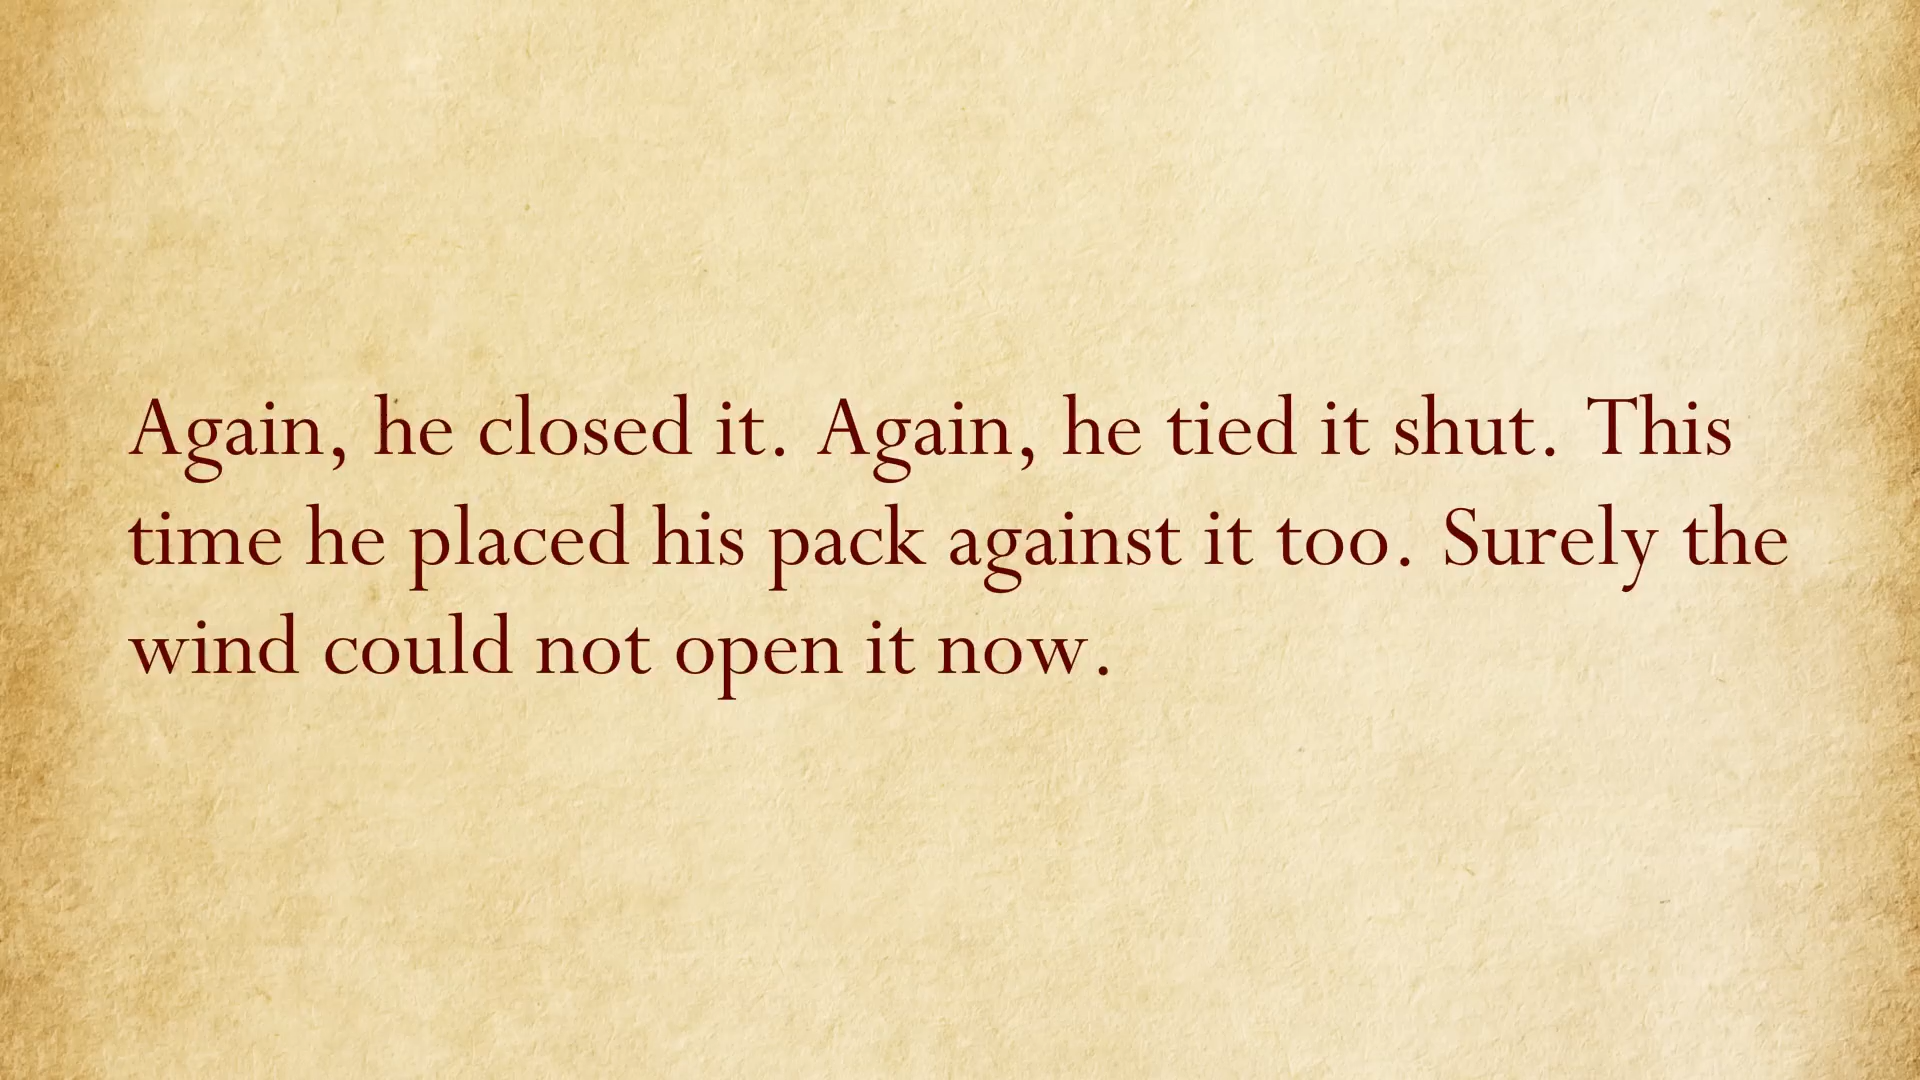 Again, he closed it. Again, he tied it shut. This
time he placed his pack against it too. Surely the
wind could not open it now.